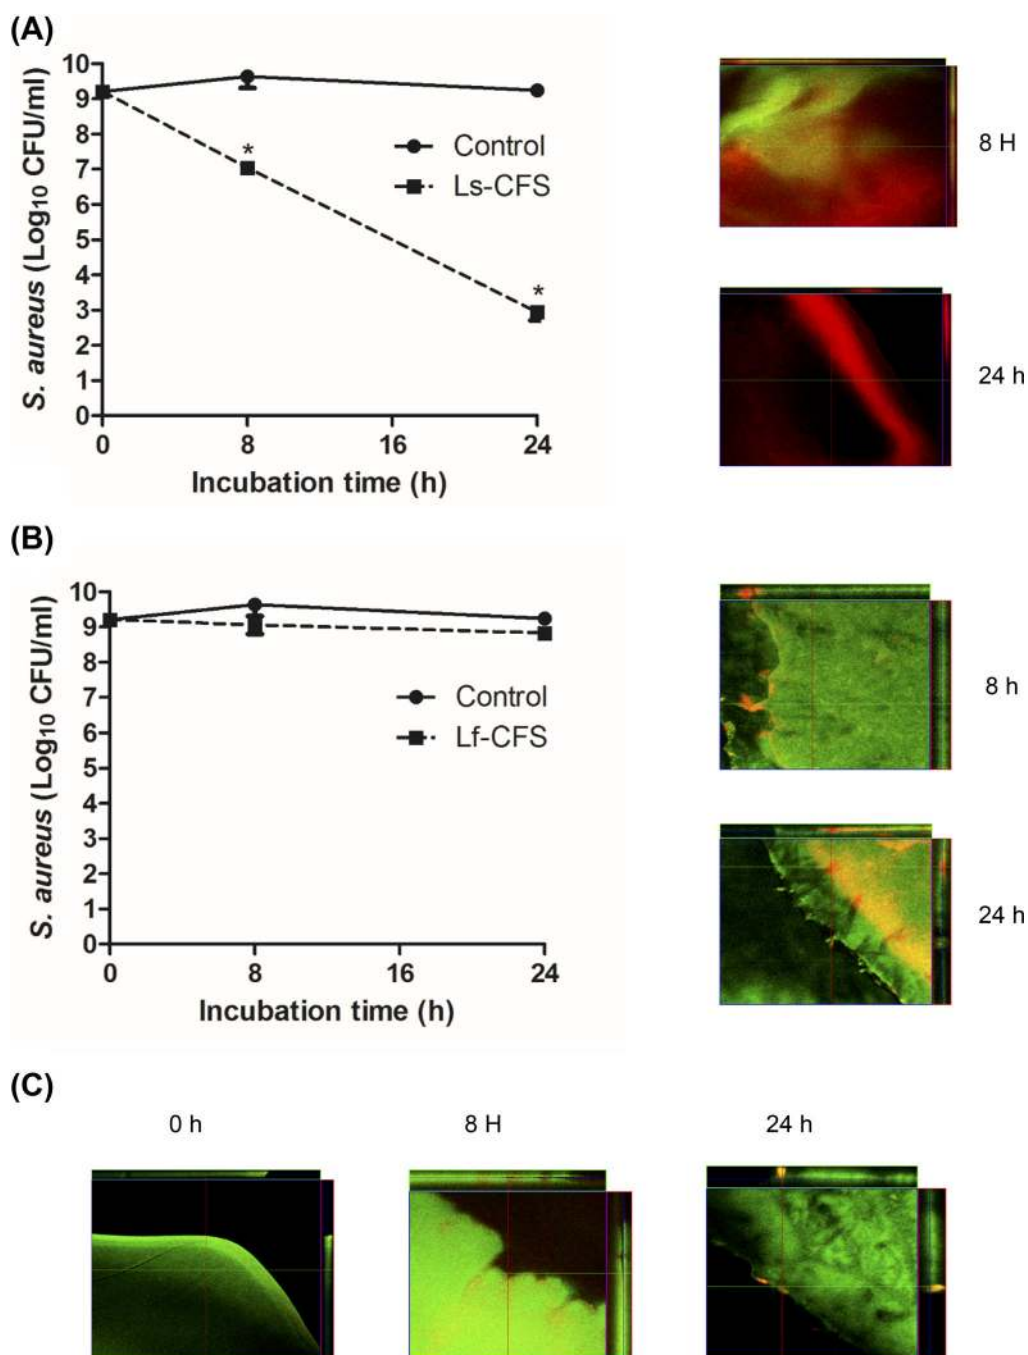 (A)
S. aureus (Log10 CFU/ml)
10
9
8
7
6
5
4
3
2
1
0
*
*
Control
Ls-CFS
0 8 16 24
Incubation time (h)
8 H
24 h
(B)
S. aureus (Log10 CFU/ml)
10
9
8
7
6
5
4
3
2
1
0
Control
Lf-CFS
0 8 16 24
Incubation time (h)
8 h
24 h
(C)
0 h 8 H 24 h